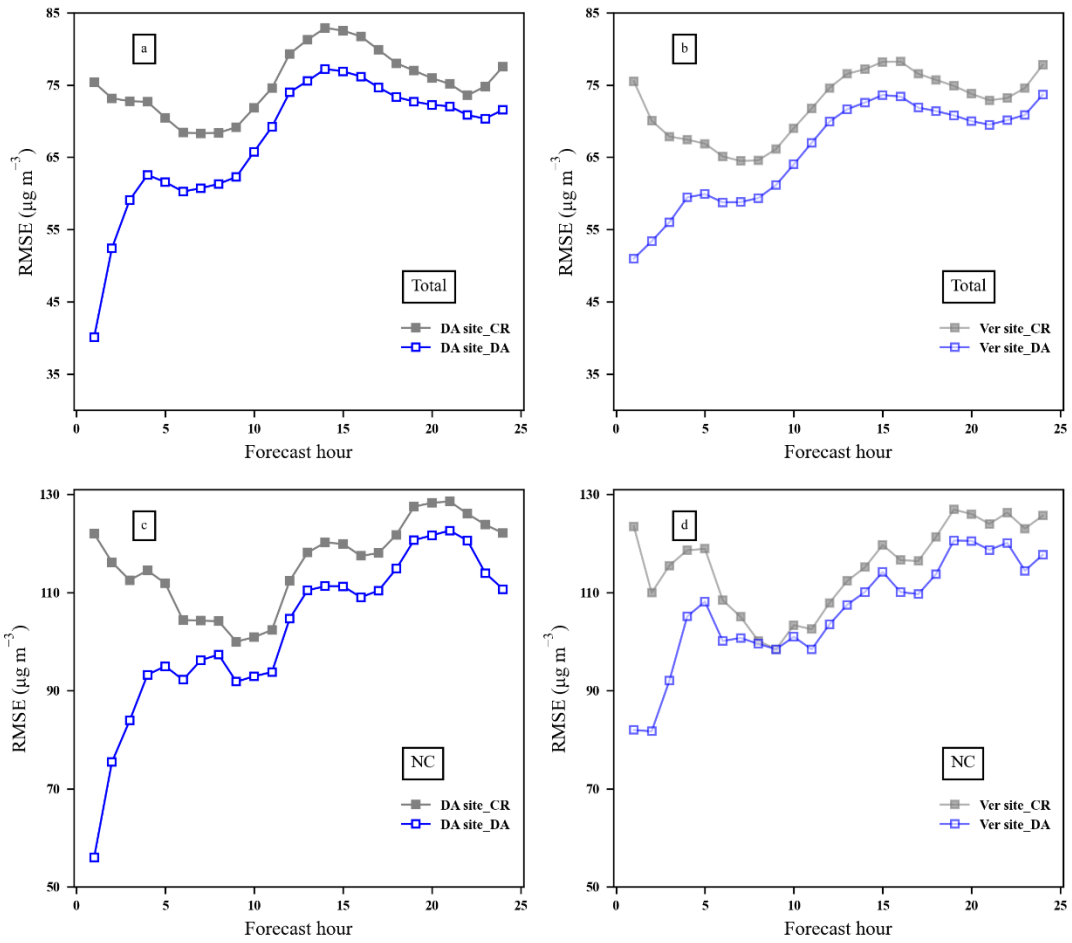 85
75
65
55
45
35
RMSE (µg m⁻³)
a
Total
DA site_CR
DA site_DA
0
5
10
15
20
25
Forecast hour
85
75
65
55
45
35
RMSE (µg m⁻³)
b
Total
Ver site_CR
Ver site_DA
0
5
10
15
20
25
Forecast hour
130
110
90
70
50
RMSE (µg m⁻³)
c
NC
DA site_CR
DA site_DA
0
5
10
15
20
25
Forecast hour
130
110
90
70
50
RMSE (µg m⁻³)
d
NC
Ver site_CR
Ver site_DA
0
5
10
15
20
25
Forecast hour